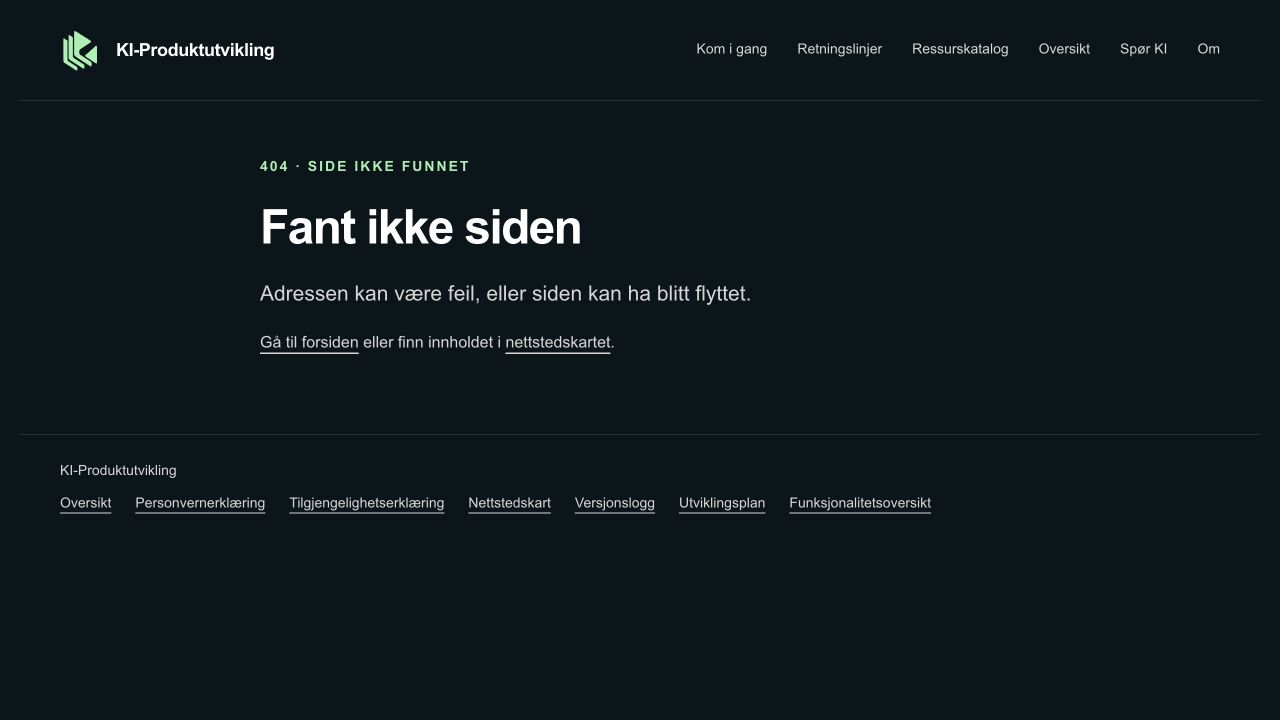 KI-Produktutvikling
Kom i gang Retningslinjer Ressurskatalog Oversikt Spør KI Om
404 · SIDE IKKE FUNNET
Fant ikke siden
Adressen kan være feil, eller siden kan ha blitt flyttet.
Gå til forsiden eller finn innholdet i nettstedskartet.
KI-Produktutvikling
Oversikt Personvernerklæring Tilgjengelighetserklæring Nettstedskart Versjonslogg Utviklingsplan Funksjonalitetsoversikt